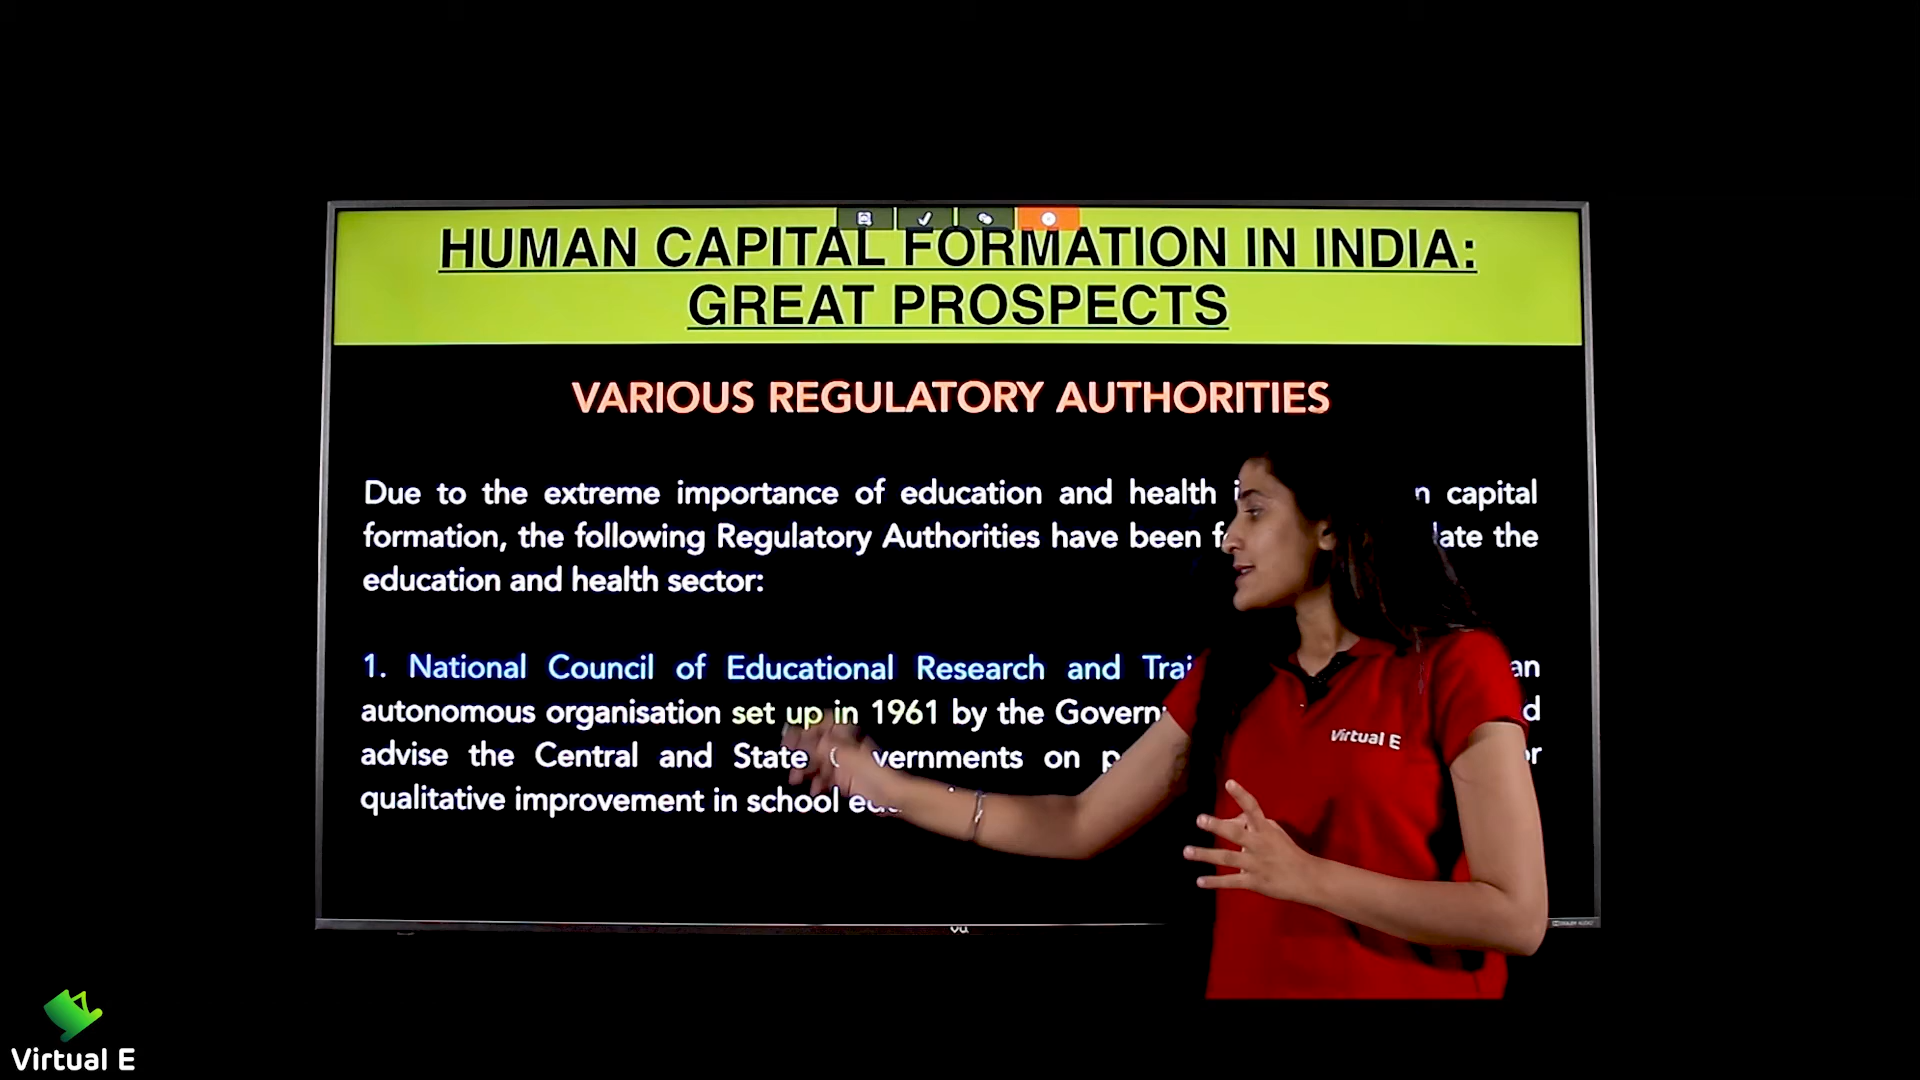 HUMAN CAPITAL FORMATION IN INDIA:
GREAT PROSPECTS
VARIOUS REGULATORY AUTHORITIES
Due to the extreme importance of education and health capital
formation, the following Regulatory Authorities have been the
education and health sector:
1. National Council of Educational Research and an
autonomous organisation set up in 1961 by the
advise the Central and State on
qualitative improvement in school
Virtual E
Virtual E